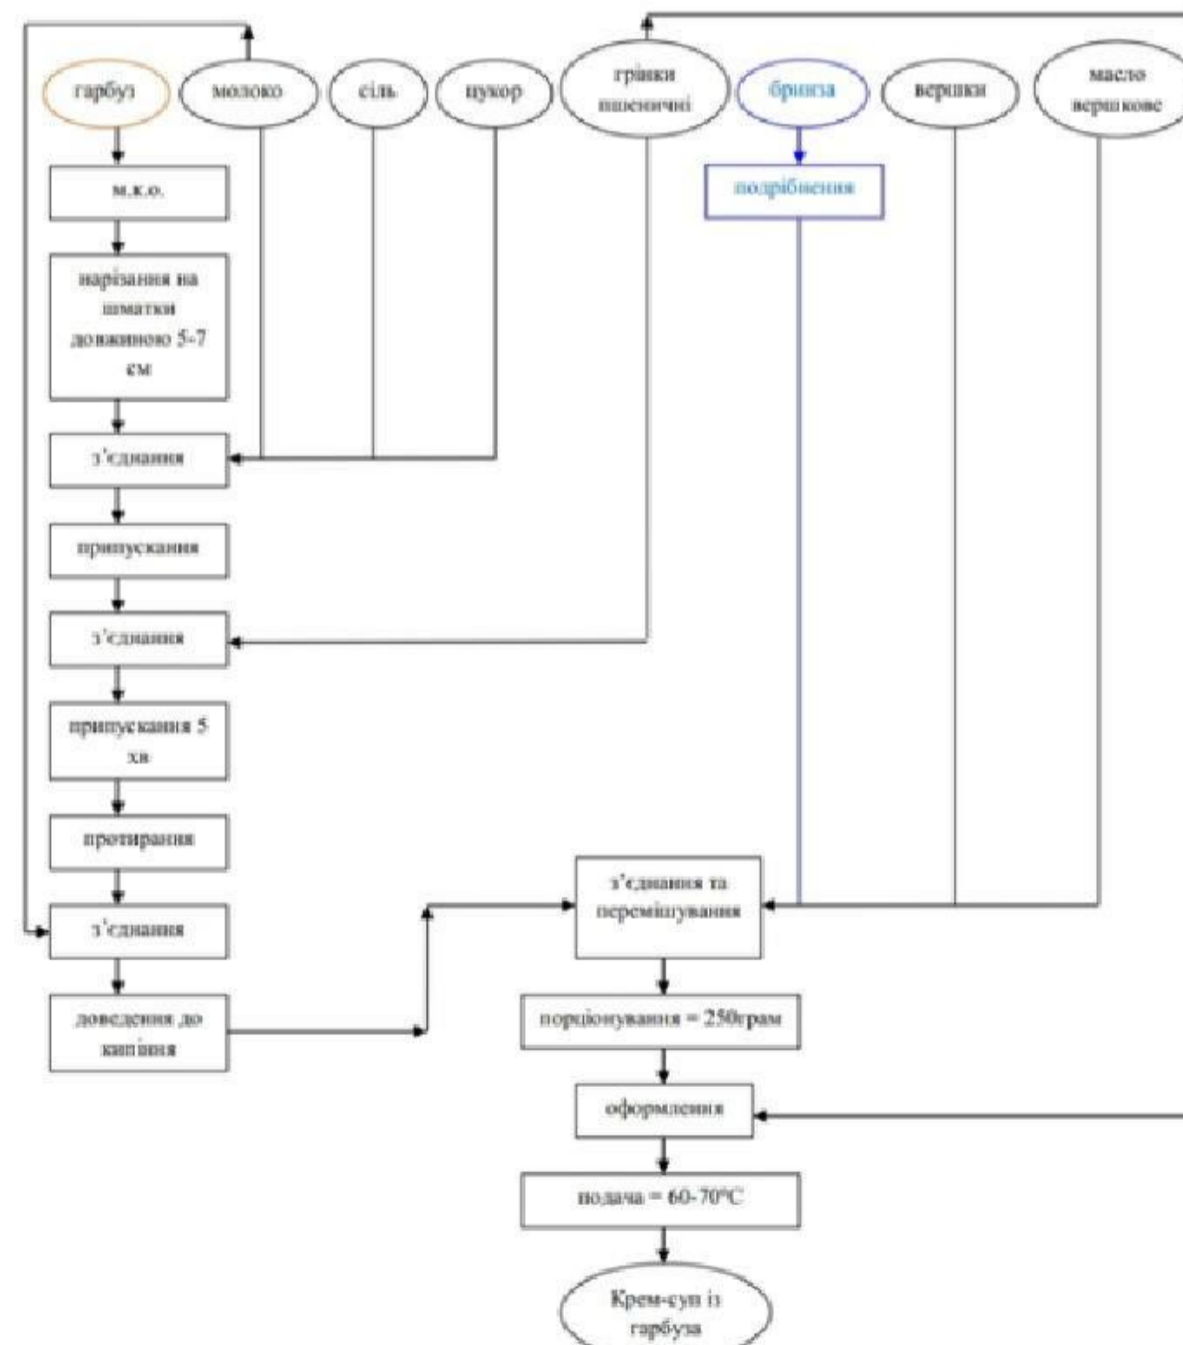 гарбуз
молоко
сіль
цукор
грінки
пшеничні
бринза
вершки
масло
вершкове
м.к.о.
подрібнення
нарізання на
шматки
довжиною 5-7
см
з'єднання
припускання
з'єднання
припускання 5
хв
протирання
з'єднання
доведення до
кипіння
з'єднання та
перемішування
порціонування = 250грам
оформлення
подача = 60-70°С
Крем-суп із
гарбуза